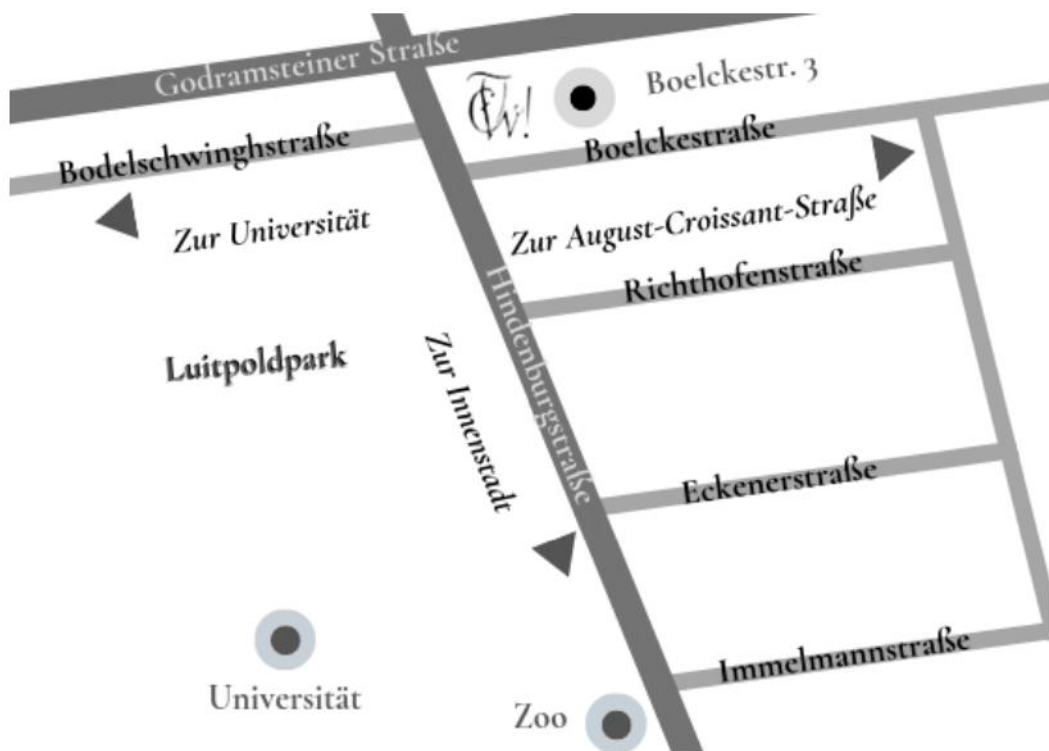 Godramsteiner Straße
Boelckestr. 3
Bodelschwinghstraße
Boelckestraße
Zur Universität
Zur August-Croissant-Straße
Richthofenstraße
Hindenburgstraße
Luitpoldpark
Zur Innenstadt
Eckenerstraße
Immelmannstraße
Universität
Zoo